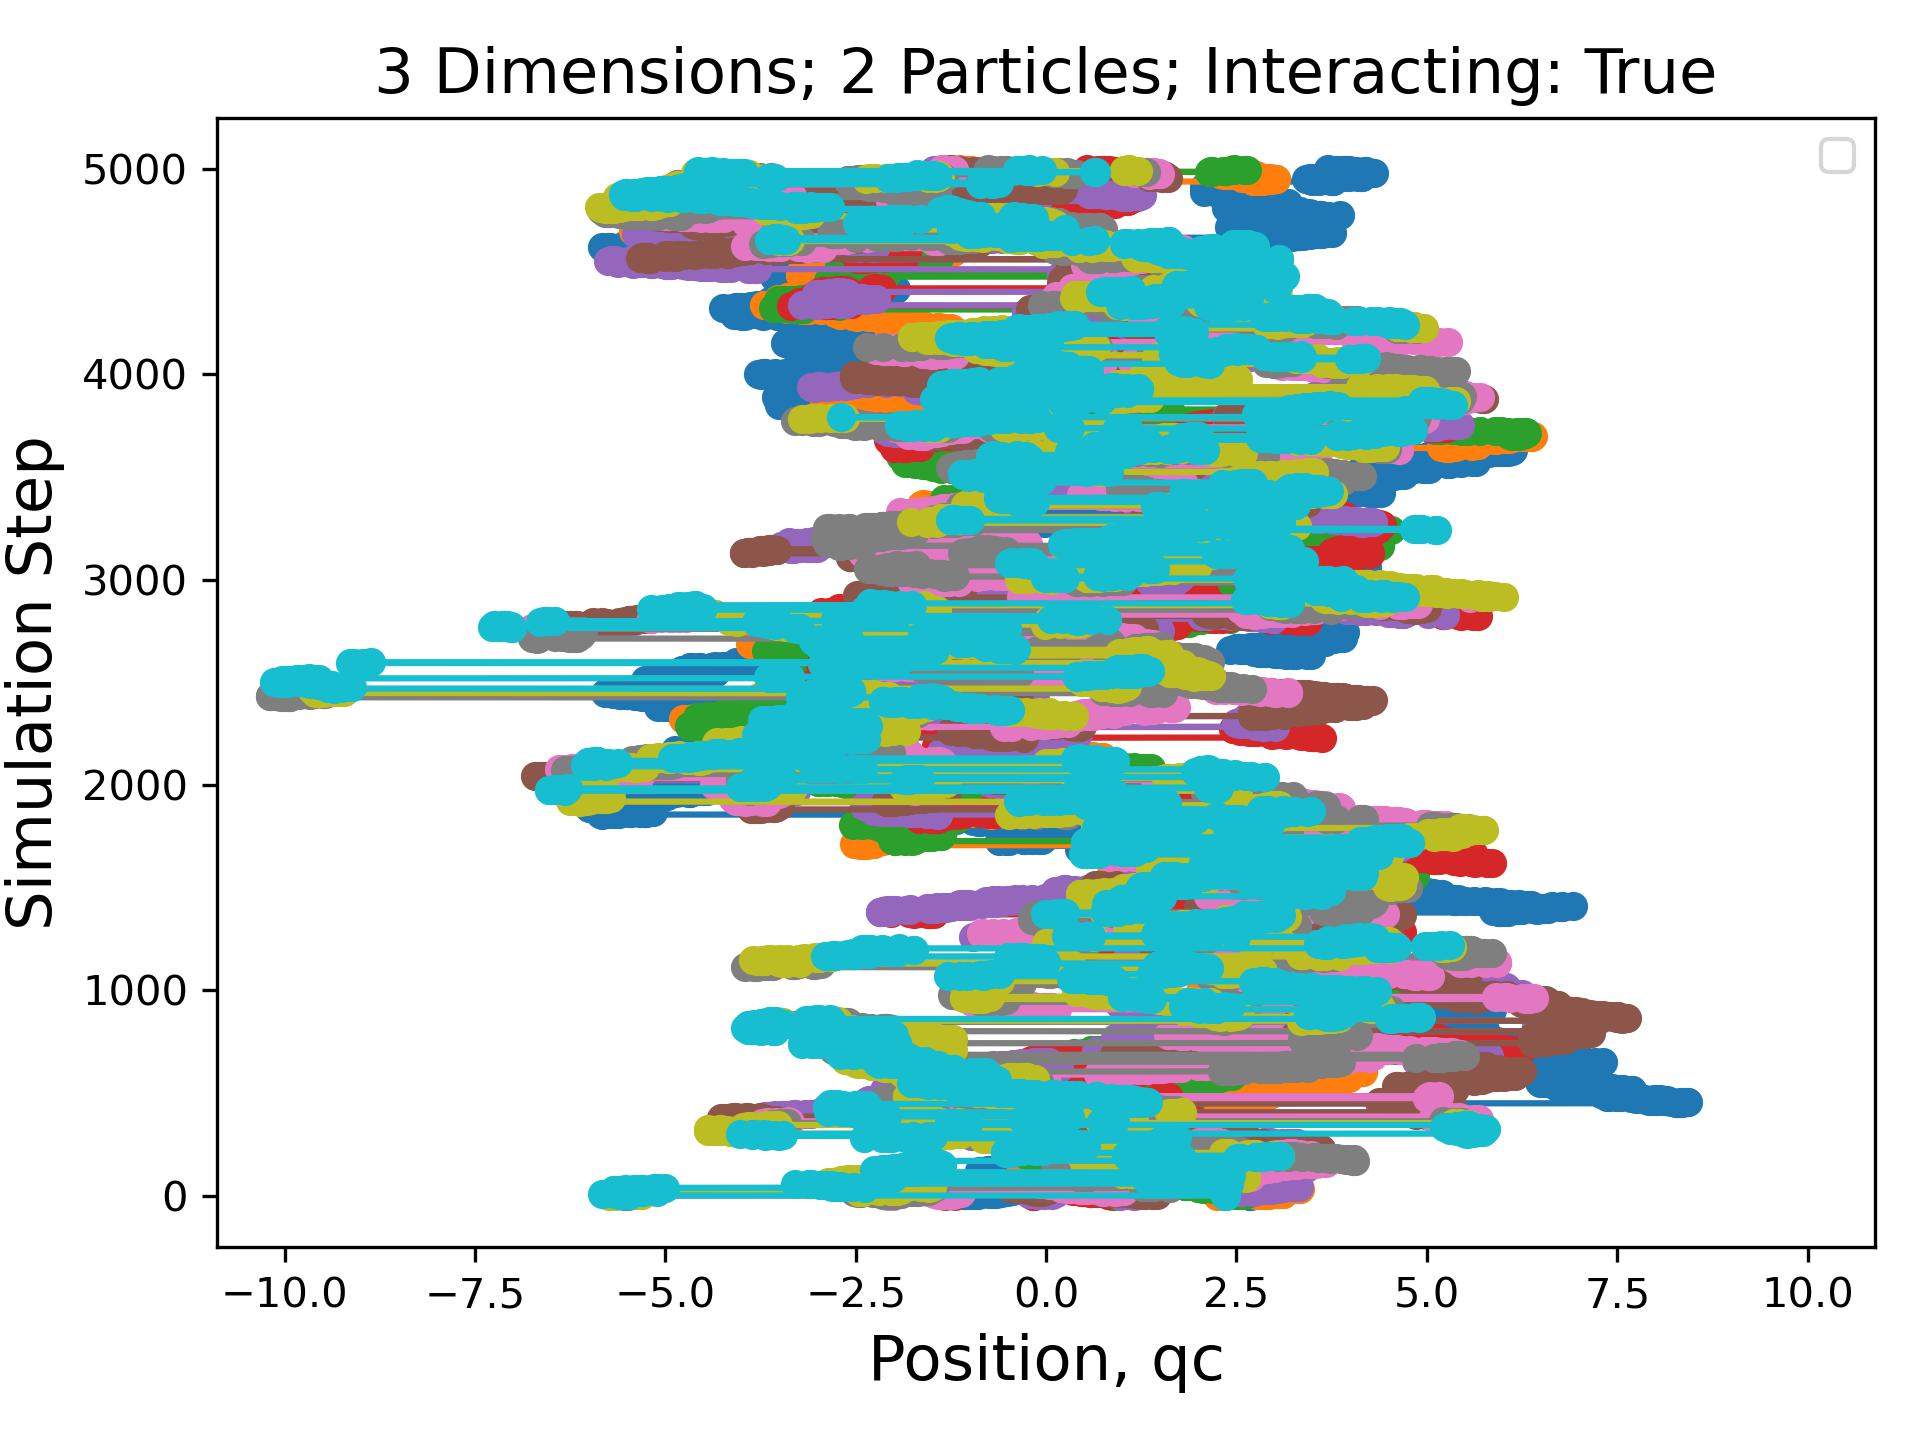 3 Dimensions; 2 Particles; Interacting: True
5000
4000
3000
2000
1000
0
Simulation Step
−10.0 −7.5 −5.0 −2.5 0.0 2.5 5.0 7.5 10.0
Position, qc